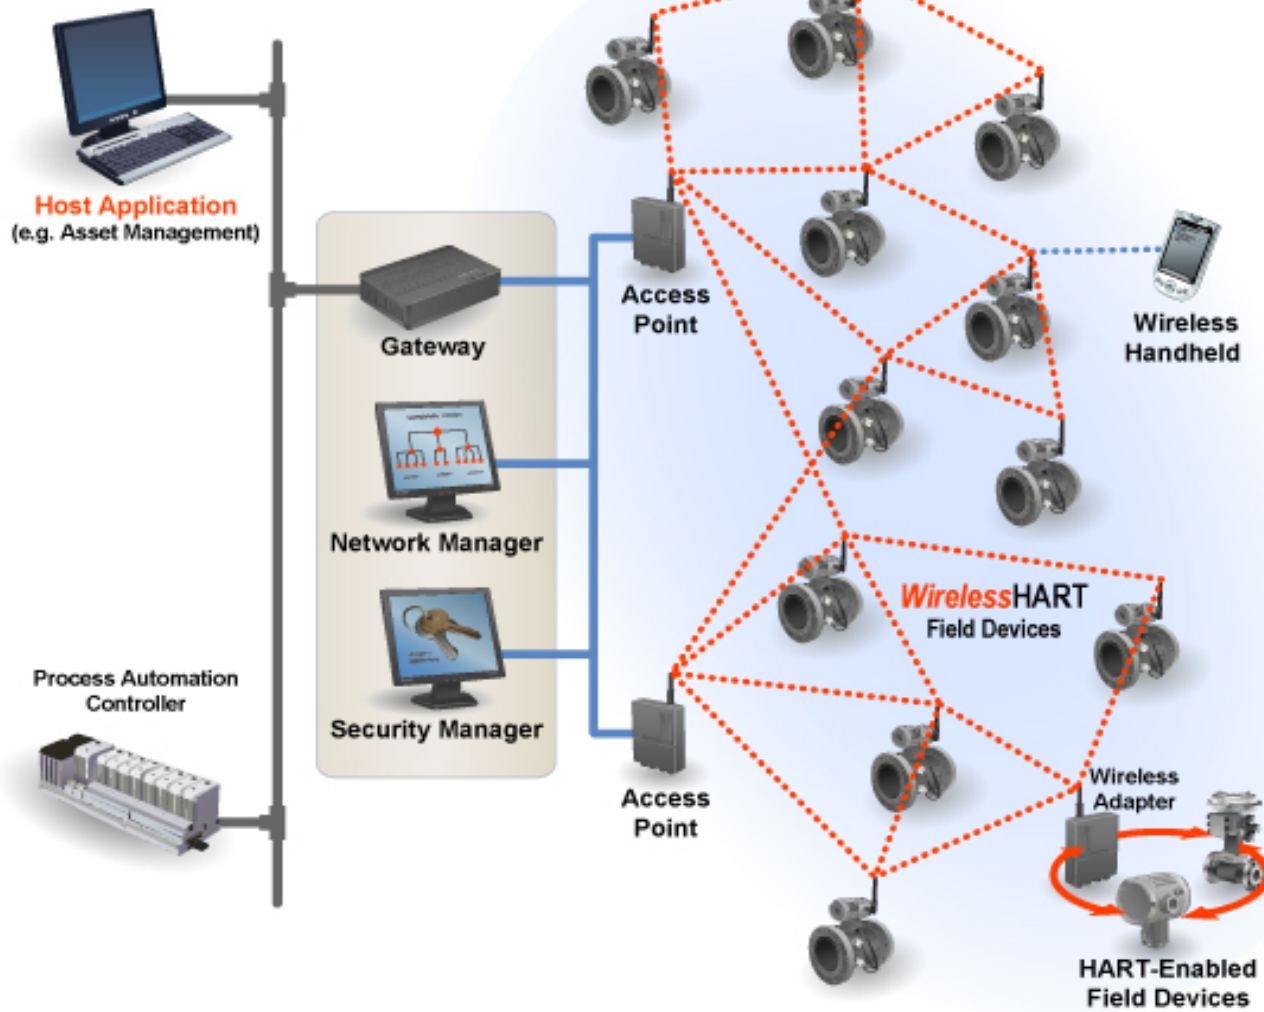 Host Application
(e.g. Asset Management)
Gateway
Access
Point
Wireless
Handheld
Network Manager
WirelessHART
Field Devices
Process Automation
Controller
Security Manager
Access
Point
Wireless
Adapter
HART-Enabled
Field Devices